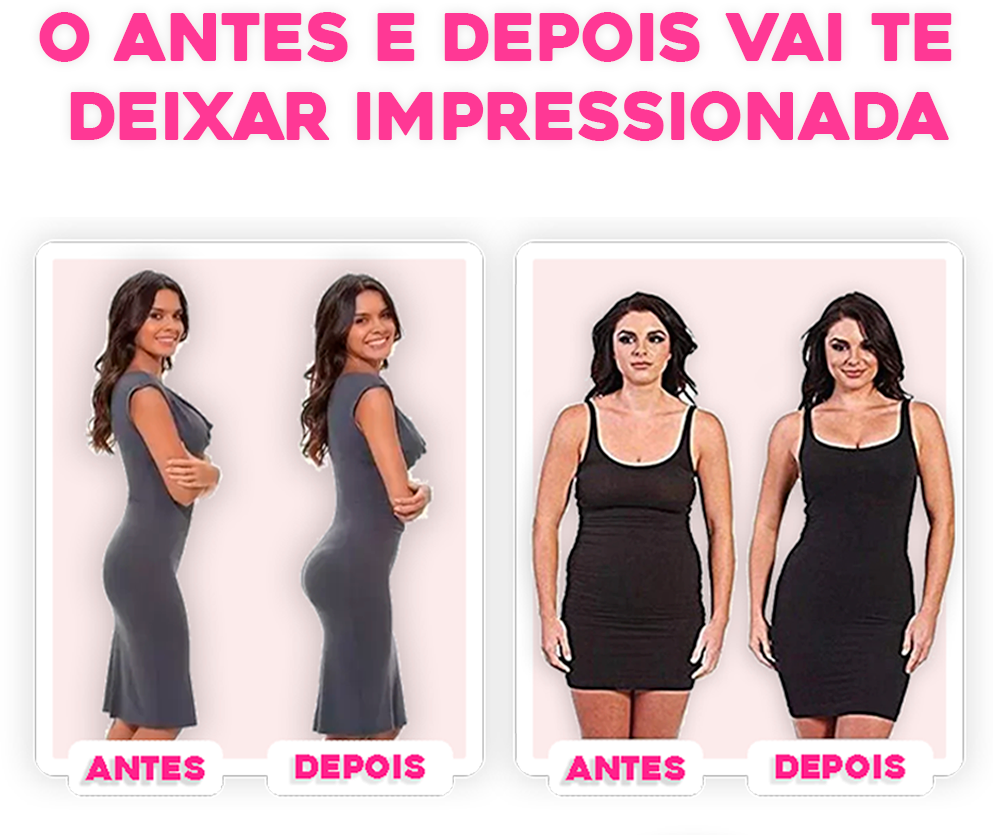 O ANTES E DEPOIS VAI TE
DEIXAR IMPRESSIONADA
ANTES
DEPOIS
ANTES
DEPOIS